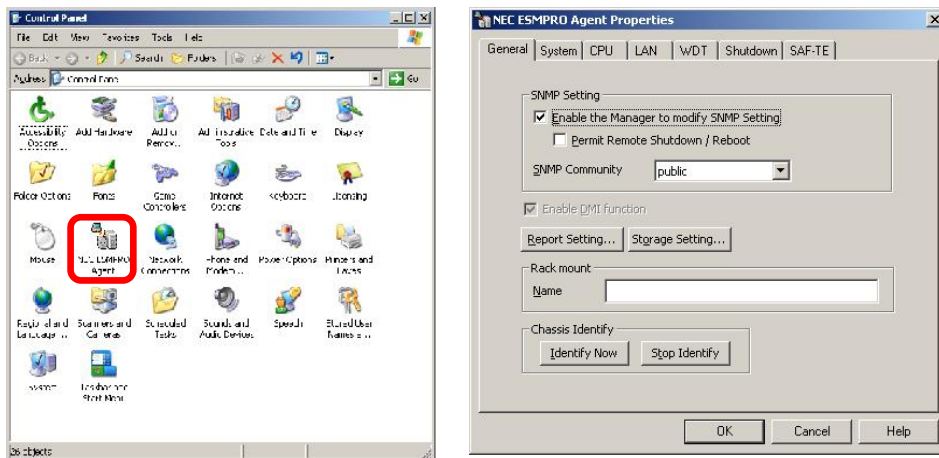 Control Panel
File Edit View Favorites Tools Help
Back Search Folders
Address Control Panel Go
Accessibility Options
Add Hardware
Add or Remov...
Administrative Tools
Date and Time
Display
Folder Options
Fonts
Game Controllers
Internet Options
Keyboard
Licensing
Mouse
NEC ESMPRO Agent
Network Connections
Phone and Modem ...
Power Options
Printers and Faxes
Regional and Language ...
Scanners and Cameras
Scheduled Tasks
Sounds and Audio Devices
Speech
Stored User Names a...
System
Taskbar and Start Menu
26 objects
NEC ESMPRO Agent Properties
General System CPU LAN WDT Shutdown SAF-TE
SNMP Setting
Enable the Manager to modify SNMP Setting
Permit Remote Shutdown / Reboot
SNMP Community public
Enable DMI function
Report Setting... Storage Setting...
Rack mount
Name
Chassis Identify
Identify Now Stop Identify
OK Cancel Help